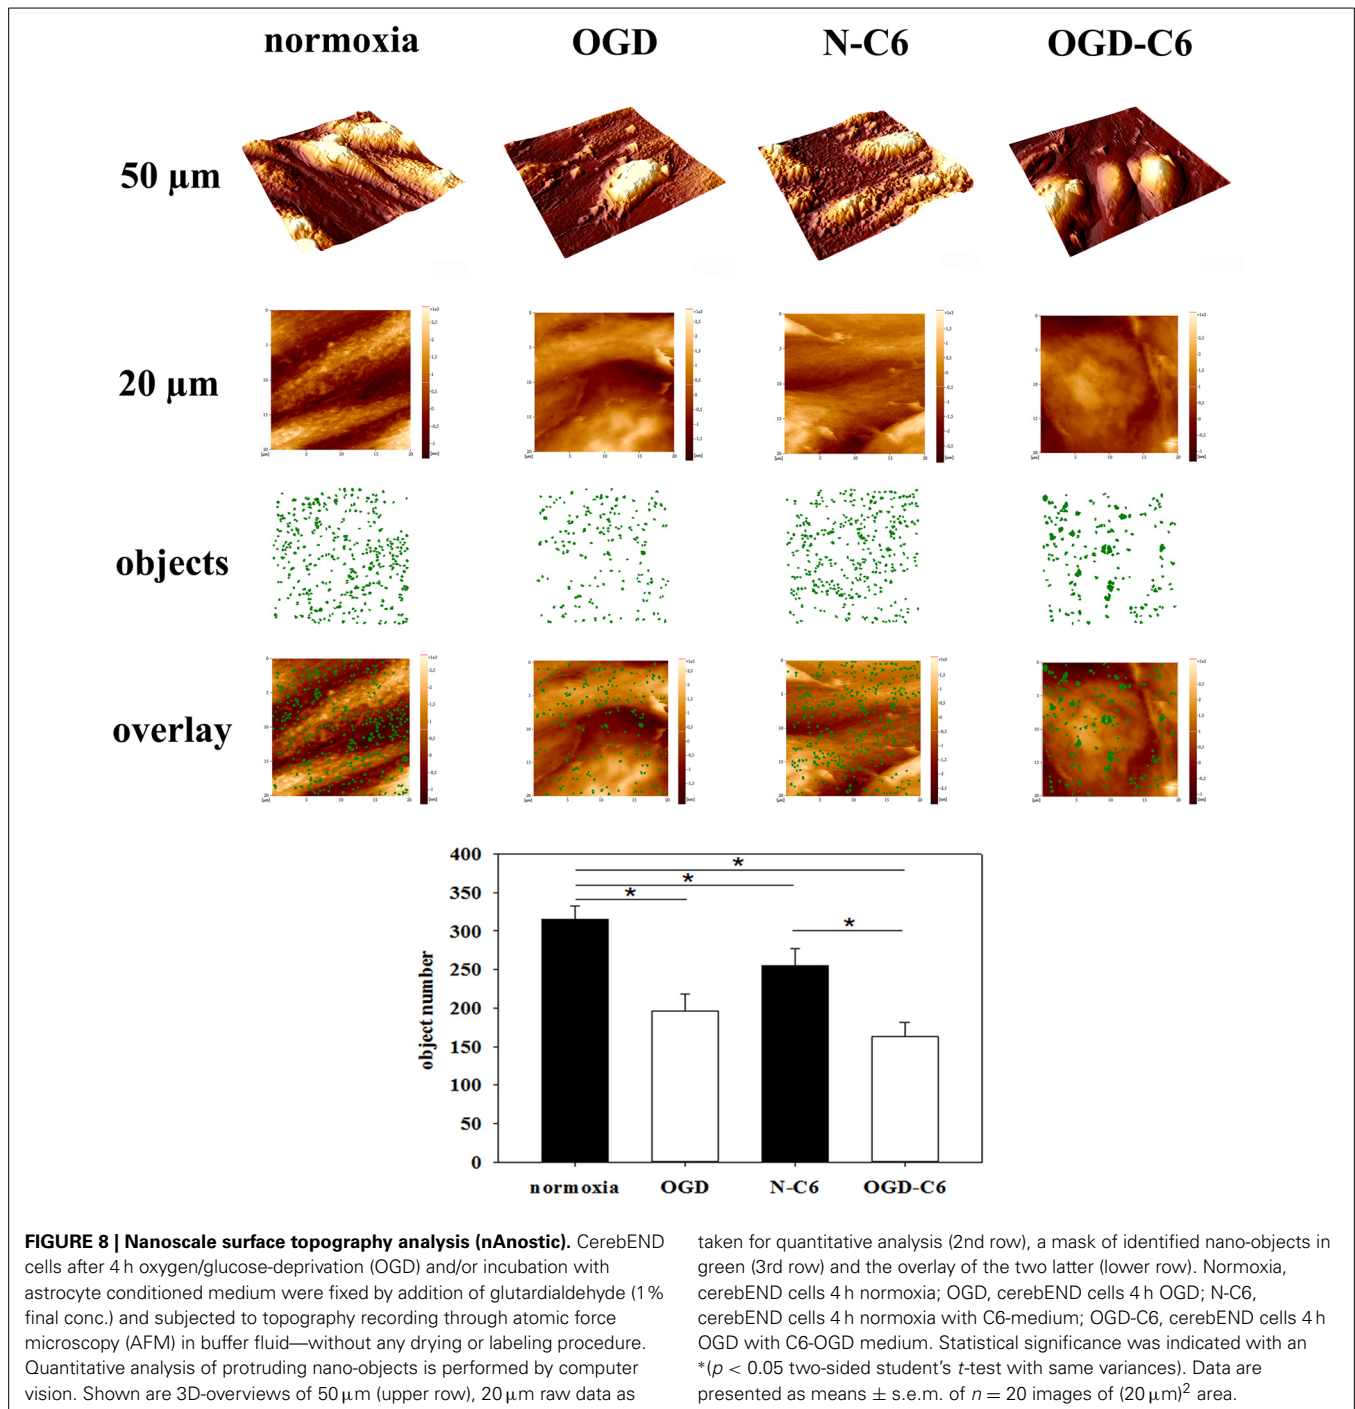 normoxia OGD N-C6 OGD-C6
50 μm
20 μm
objects
overlay
400
350
300
250
200
150
100
50
0
object number
* * * *
normoxia OGD N-C6 OGD-C6
FIGURE 8 | Nanoscale surface topography analysis (nAnostic). CerebEND
cells after 4 h oxygen/glucose-deprivation (OGD) and/or incubation with
astrocyte conditioned medium were fixed by addition of glutardialdehyde (1%
final conc.) and subjected to topography recording through atomic force
microscopy (AFM) in buffer fluid—without any drying or labeling procedure.
Quantitative analysis of protruding nano-objects is performed by computer
vision. Shown are 3D-overviews of 50 μm (upper row), 20 μm raw data as
taken for quantitative analysis (2nd row), a mask of identified nano-objects in
green (3rd row) and the overlay of the two latter (lower row). Normoxia,
cerebEND cells 4 h normoxia; OGD, cerebEND cells 4 h OGD; N-C6,
cerebEND cells 4 h normoxia with C6-medium; OGD-C6, cerebEND cells 4 h
OGD with C6-OGD medium. Statistical significance was indicated with an
*(p < 0.05 two-sided student's t-test with same variances). Data are
presented as means ± s.e.m. of n = 20 images of (20 μm)² area.